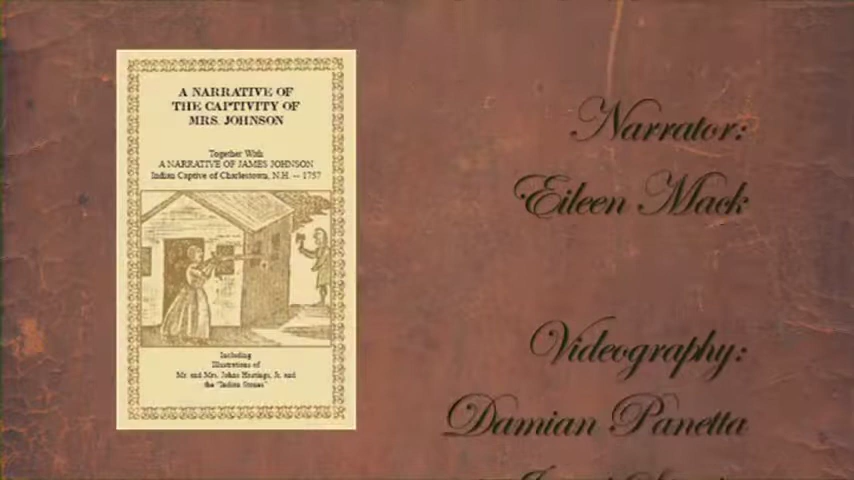 A NARRATIVE OF
THE CAPTIVITY OF
MRS. JOHNSON
Together With
A NARRATIVE OF JAMES JOHNSON
Indian Captive of Charlestown, N.H. -- 1757
Including
Illustrations of
Mr. and Mrs. Johns Hastings, Jr. and
the "Indian Stones"
Narrator:
Eileen Mack
Videography:
Damian Panetta